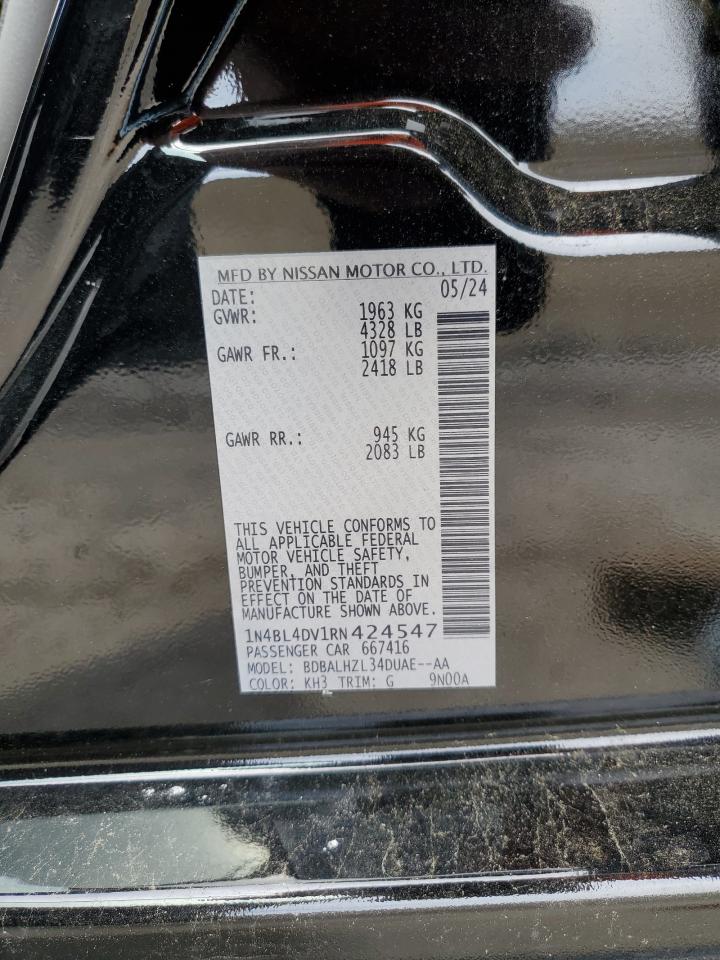 MFD BY NISSAN MOTOR CO., LTD.
DATE: 05/24
GVWR: 1963 KG
4328 LB
GAWR FR.: 1097 KG
2418 LB
GAWR RR.: 945 KG
2083 LB
THIS VEHICLE CONFORMS TO
ALL APPLICABLE FEDERAL
MOTOR VEHICLE SAFETY,
BUMPER, AND THEFT
PREVENTION STANDARDS IN
EFFECT ON THE DATE OF
MANUFACTURE SHOWN ABOVE.
1N4BL4DV1RN424547
PASSENGER CAR 667416
MODEL: BDBALHZL34DUAE--AA
COLOR: KH3 TRIM: G 9N00A